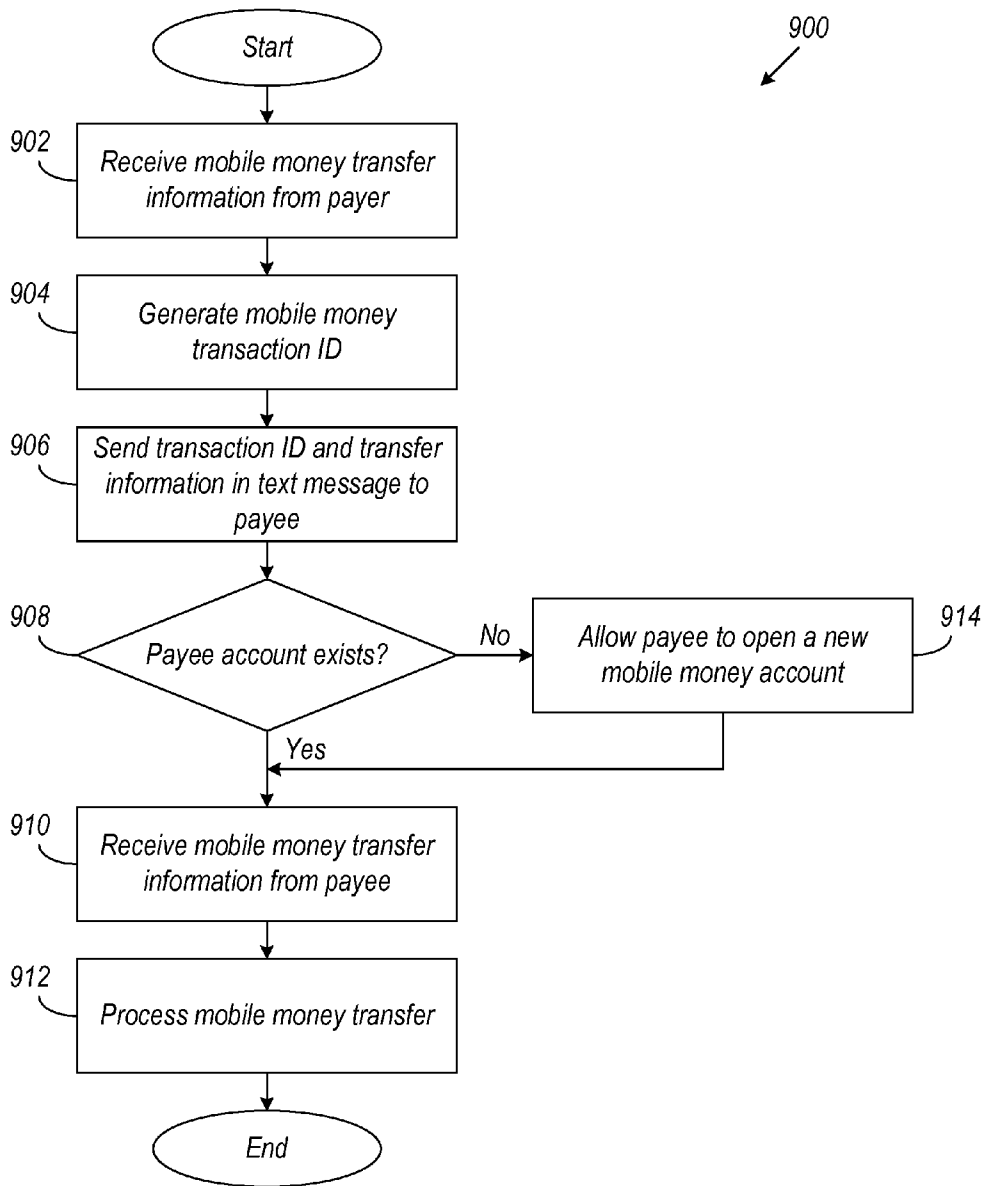 Start
900
902
Receive mobile money transfer
information from payer
904
Generate mobile money
transaction ID
906
Send transaction ID and transfer
information in text message to
payee
908
Payee account exists?
No
Allow payee to open a new
mobile money account
914
Yes
910
Receive mobile money transfer
information from payee
912
Process mobile money transfer
End